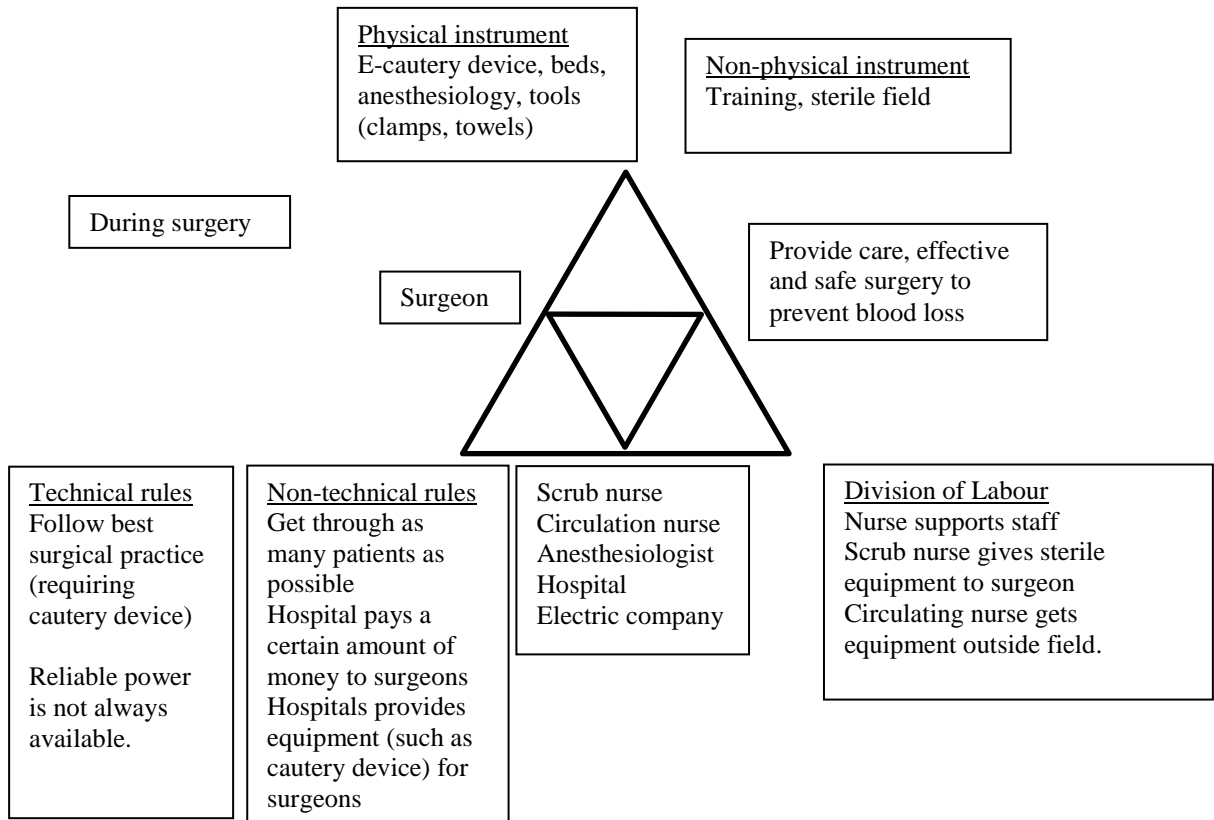 Physical instrument
E-cautery device, beds,
anesthesiology, tools
(clamps, towels)
Non-physical instrument
Training, sterile field
During surgery
Surgeon
Provide care, effective
and safe surgery to
prevent blood loss
Technical rules
Follow best
surgical practice
(requiring
cautery device)
Reliable power
is not always
available.
Non-technical rules
Get through as
many patients as
possible
Hospital pays a
certain amount of
money to surgeons
Hospitals provides
equipment (such as
cautery device) for
surgeons
Scrub nurse
Circulation nurse
Anesthesiologist
Hospital
Electric company
Division of Labour
Nurse supports staff
Scrub nurse gives sterile
equipment to surgeon
Circulating nurse gets
equipment outside field.